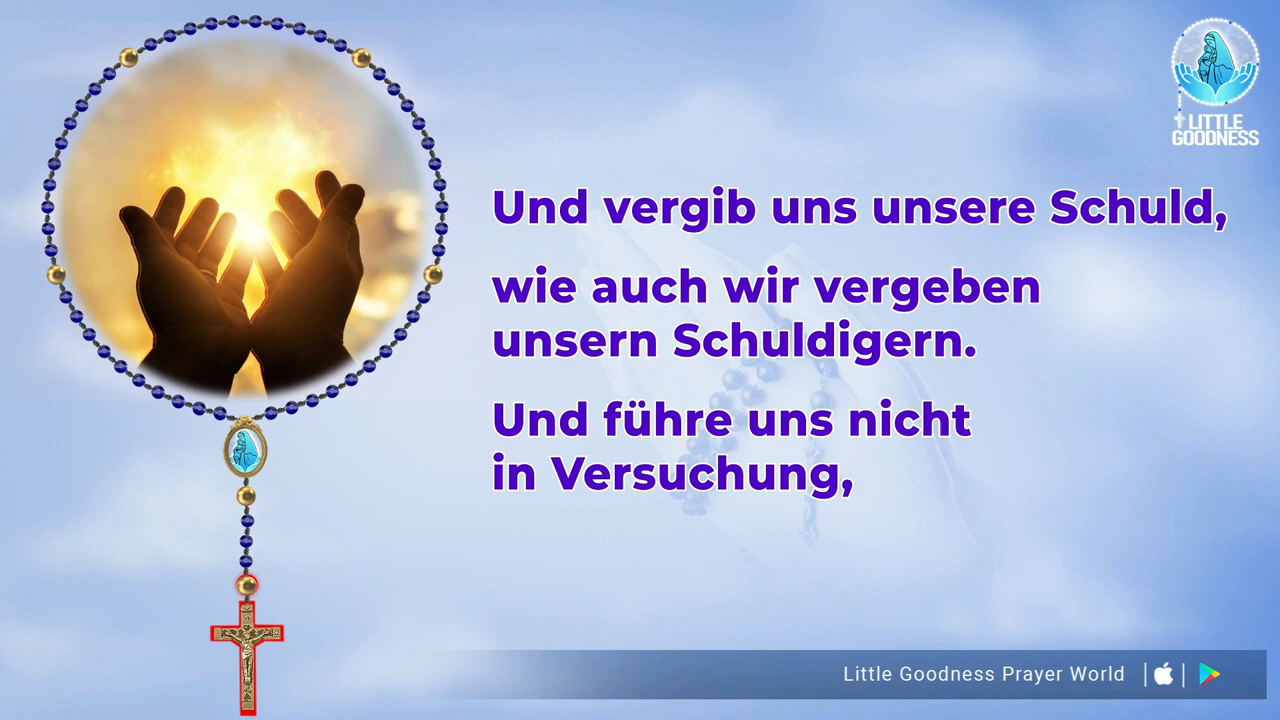 LITTLE
GOODNESS
Und vergib uns unsere Schuld,
wie auch wir vergeben
unsern Schuldigern.
Und führe uns nicht
in Versuchung,
Little Goodness Prayer World